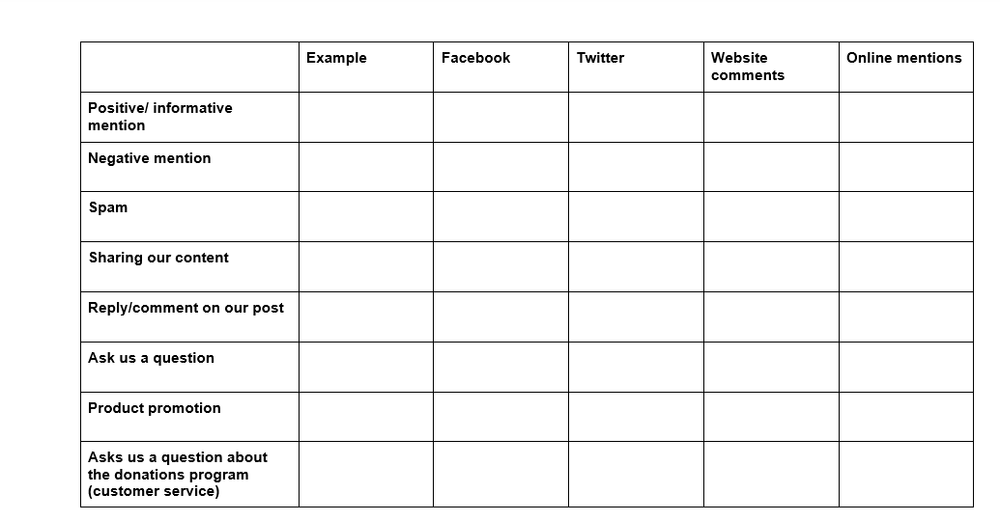 Example Facebook Twitter Website Online mentions
comments
Positive/ informative
mention
Negative mention
Spam
Sharing our content
Reply/comment on our post
Ask us a question
Product promotion
Asks us a question about
the donations program
(customer service)